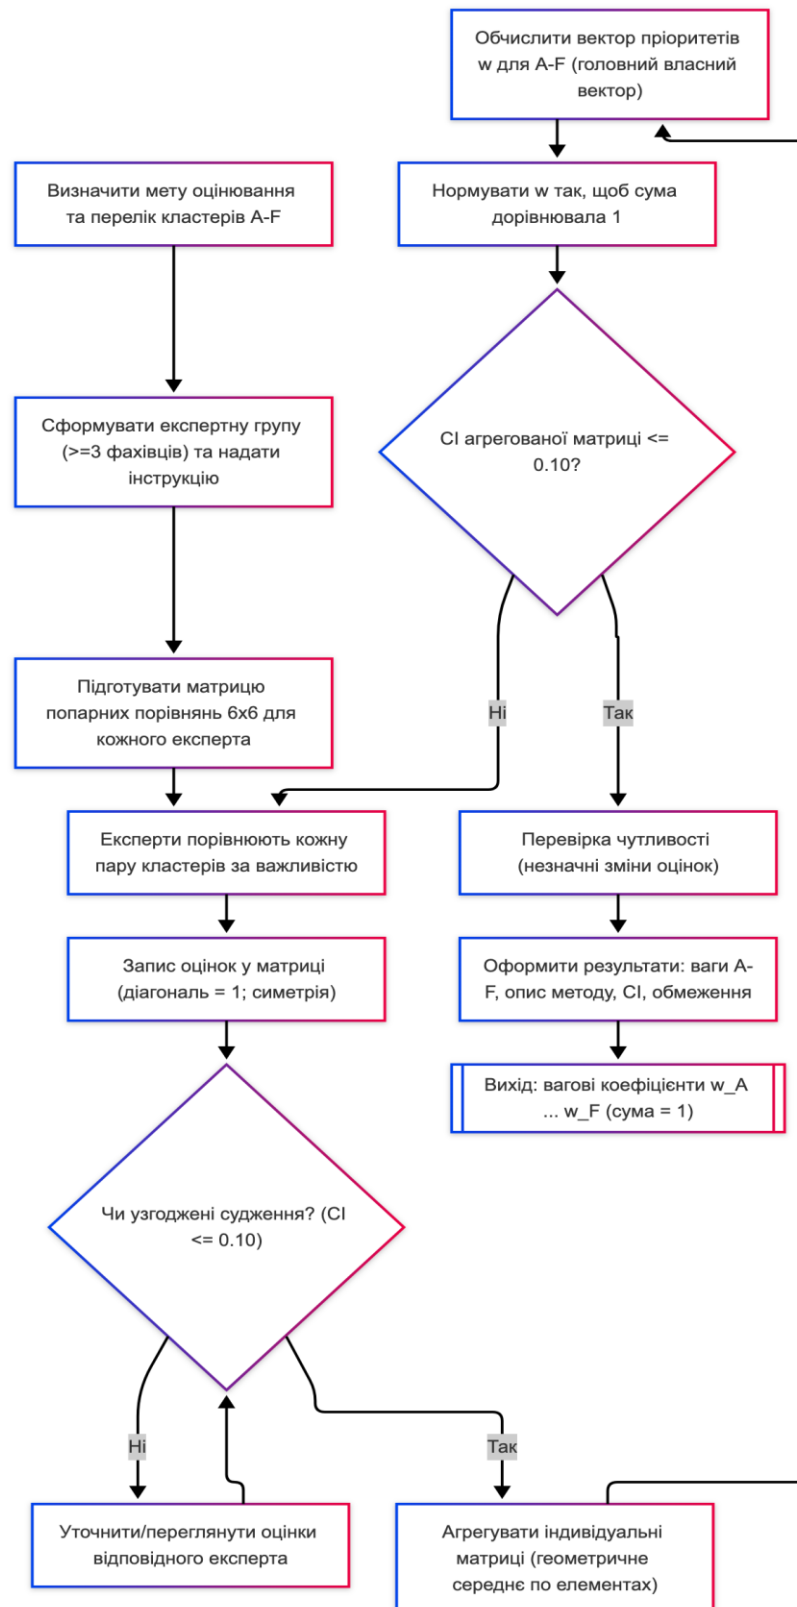 Визначити мету оцінювання
та перелік кластерів A-F
Сформувати експертну групу
(>=3 фахівців) та надати
інструкцію
Підготувати матрицю
попарних порівнянь 6x6 для
кожного експерта
Експерти порівнюють кожну
пару кластерів за важливістю
Запис оцінок у матриці
(діагональ = 1; симетрія)
Чи узгоджені судження? (CI
<= 0.10)
Ні
Так
Уточнити/переглянути оцінки
відповідного експерта
Агрегувати індивідуальні
матриці (геометричне
середнє по елементах)
Обчислити вектор пріоритетів
w для A-F (головний власний
вектор)
Нормувати w так, щоб сума
дорівнювала 1
CI агрегованої матриці <=
0.10?
Ні
Так
Перевірка чутливості
(незначні зміни оцінок)
Оформити результати: ваги A-
F, опис методу, CI, обмеження
Вихід: вагові коефіцієнти w_A
... w_F (сума = 1)